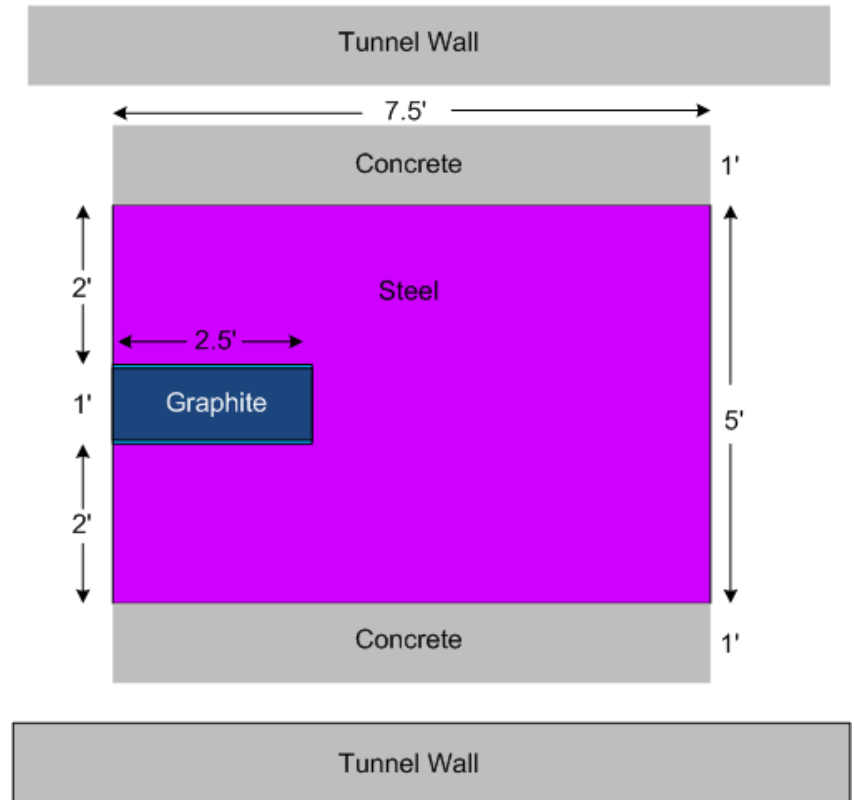 Tunnel Wall
7.5'
Concrete
1'
2'
Steel
2.5'
1'
Graphite
5'
2'
Concrete
1'
Tunnel Wall